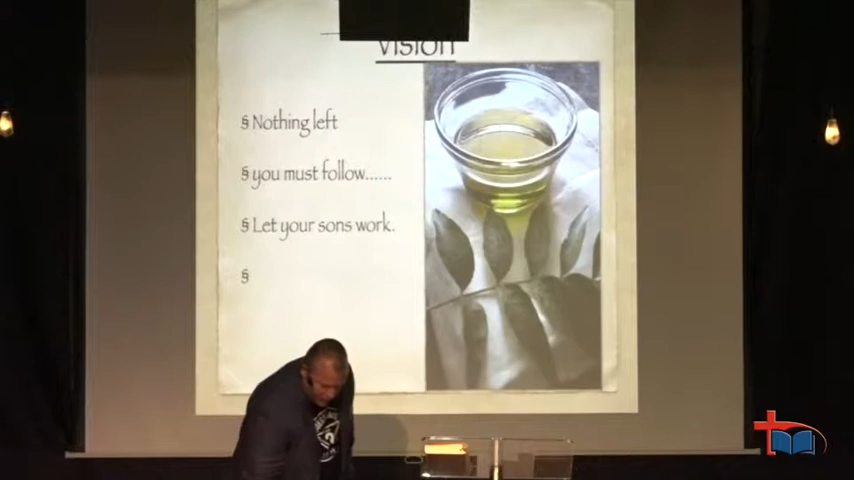 vision
§ Nothing left
§ you must follow......
§ Let your sons work.
§